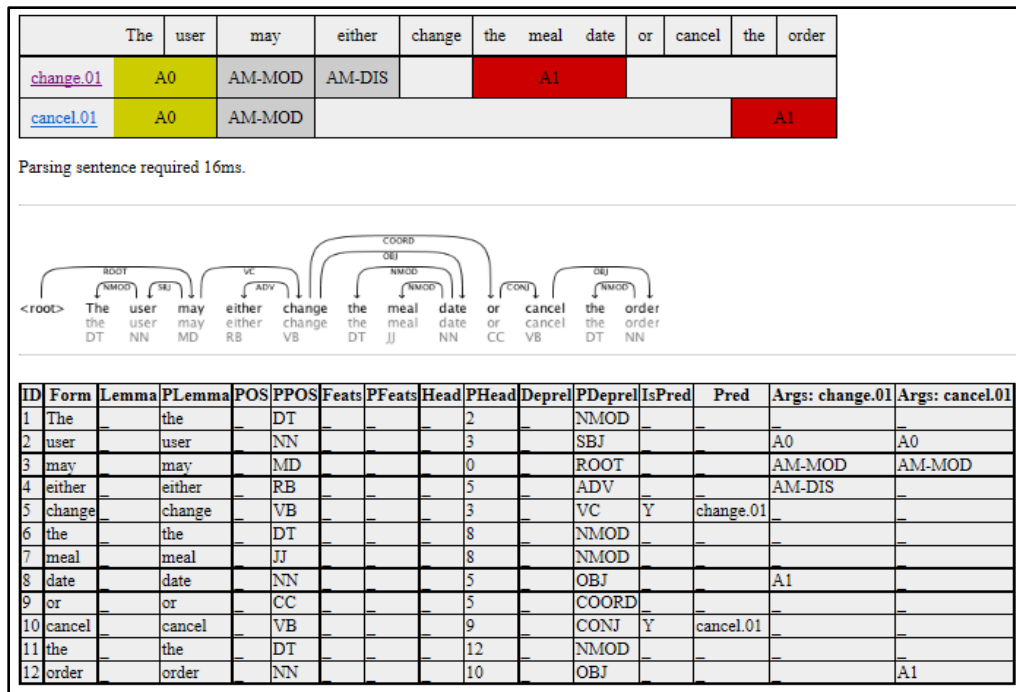 The user may either change the meal date or cancel the order
change.01 A0 AM-MOD AM-DIS A1
cancel.01 A0 AM-MOD A1
Parsing sentence required 16ms.
COORD
OBJ
ROOT VC NMOD OBJ
NMOD SBJ ADV NMOD CONJ NMOD
<root> The user may either change the meal date or cancel the order
the user may either change the meal date or cancel the order
DT NN MD RB VB DT JJ NN CC VB DT NN
ID Form Lemma PLemma POS PPOS Feats PFeats Head PHead Deprel PDeprel IsPred Pred Args: change.01 Args: cancel.01
1 The _ the _ DT _ _ _ 2 _ NMOD _ _ _ _
2 user _ user _ NN _ _ _ 3 _ SBJ _ _ A0 A0
3 may _ may _ MD _ _ _ 0 _ ROOT _ _ AM-MOD AM-MOD
4 either _ either _ RB _ _ _ 5 _ ADV _ _ AM-DIS _
5 change _ change _ VB _ _ _ 3 _ VC Y change.01 _ _
6 the _ the _ DT _ _ _ 8 _ NMOD _ _ _ _
7 meal _ meal _ JJ _ _ _ 8 _ NMOD _ _ _ _
8 date _ date _ NN _ _ _ 5 _ OBJ _ _ A1 _
9 or _ or _ CC _ _ _ 5 _ COORD _ _ _ _
10 cancel _ cancel _ VB _ _ _ 9 _ CONJ Y cancel.01 _ _
11 the _ the _ DT _ _ _ 12 _ NMOD _ _ _ _
12 order _ order _ NN _ _ _ 10 _ OBJ _ _ _ A1